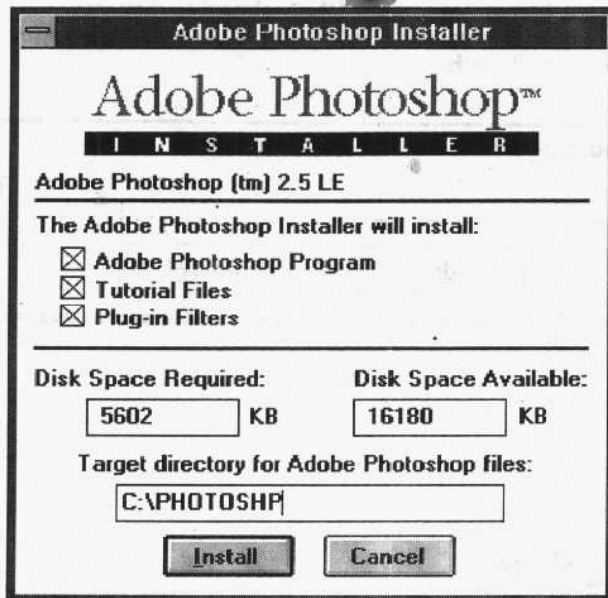 Adobe Photoshop Installer
Adobe Photoshop™
INSTALLER
Adobe Photoshop (tm) 2.5 LE
The Adobe Photoshop Installer will install:
Adobe Photoshop Program
Tutorial Files
Plug-in Filters
Disk Space Required: Disk Space Available:
5602 KB 16180 KB
Target directory for Adobe Photoshop files:
C:\PHOTOSHP
Install Cancel